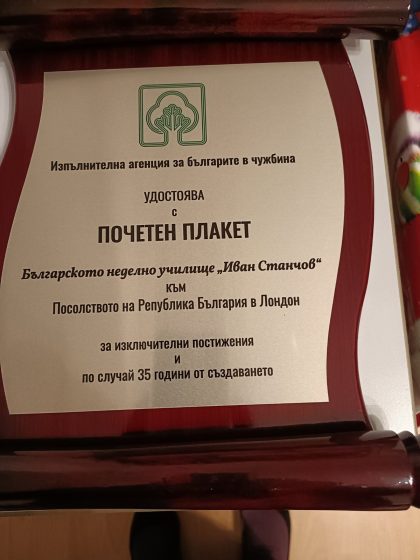 Изпълнителна агенция за българите в чужбина
УДОСТОЯВА
с
ПОЧЕТЕН ПЛАКЕТ
Българското неделно училище „Иван Станчов“
към
Посолството на Република България в Лондон
за изключителни постижения
и
по случай 35 години от създаването